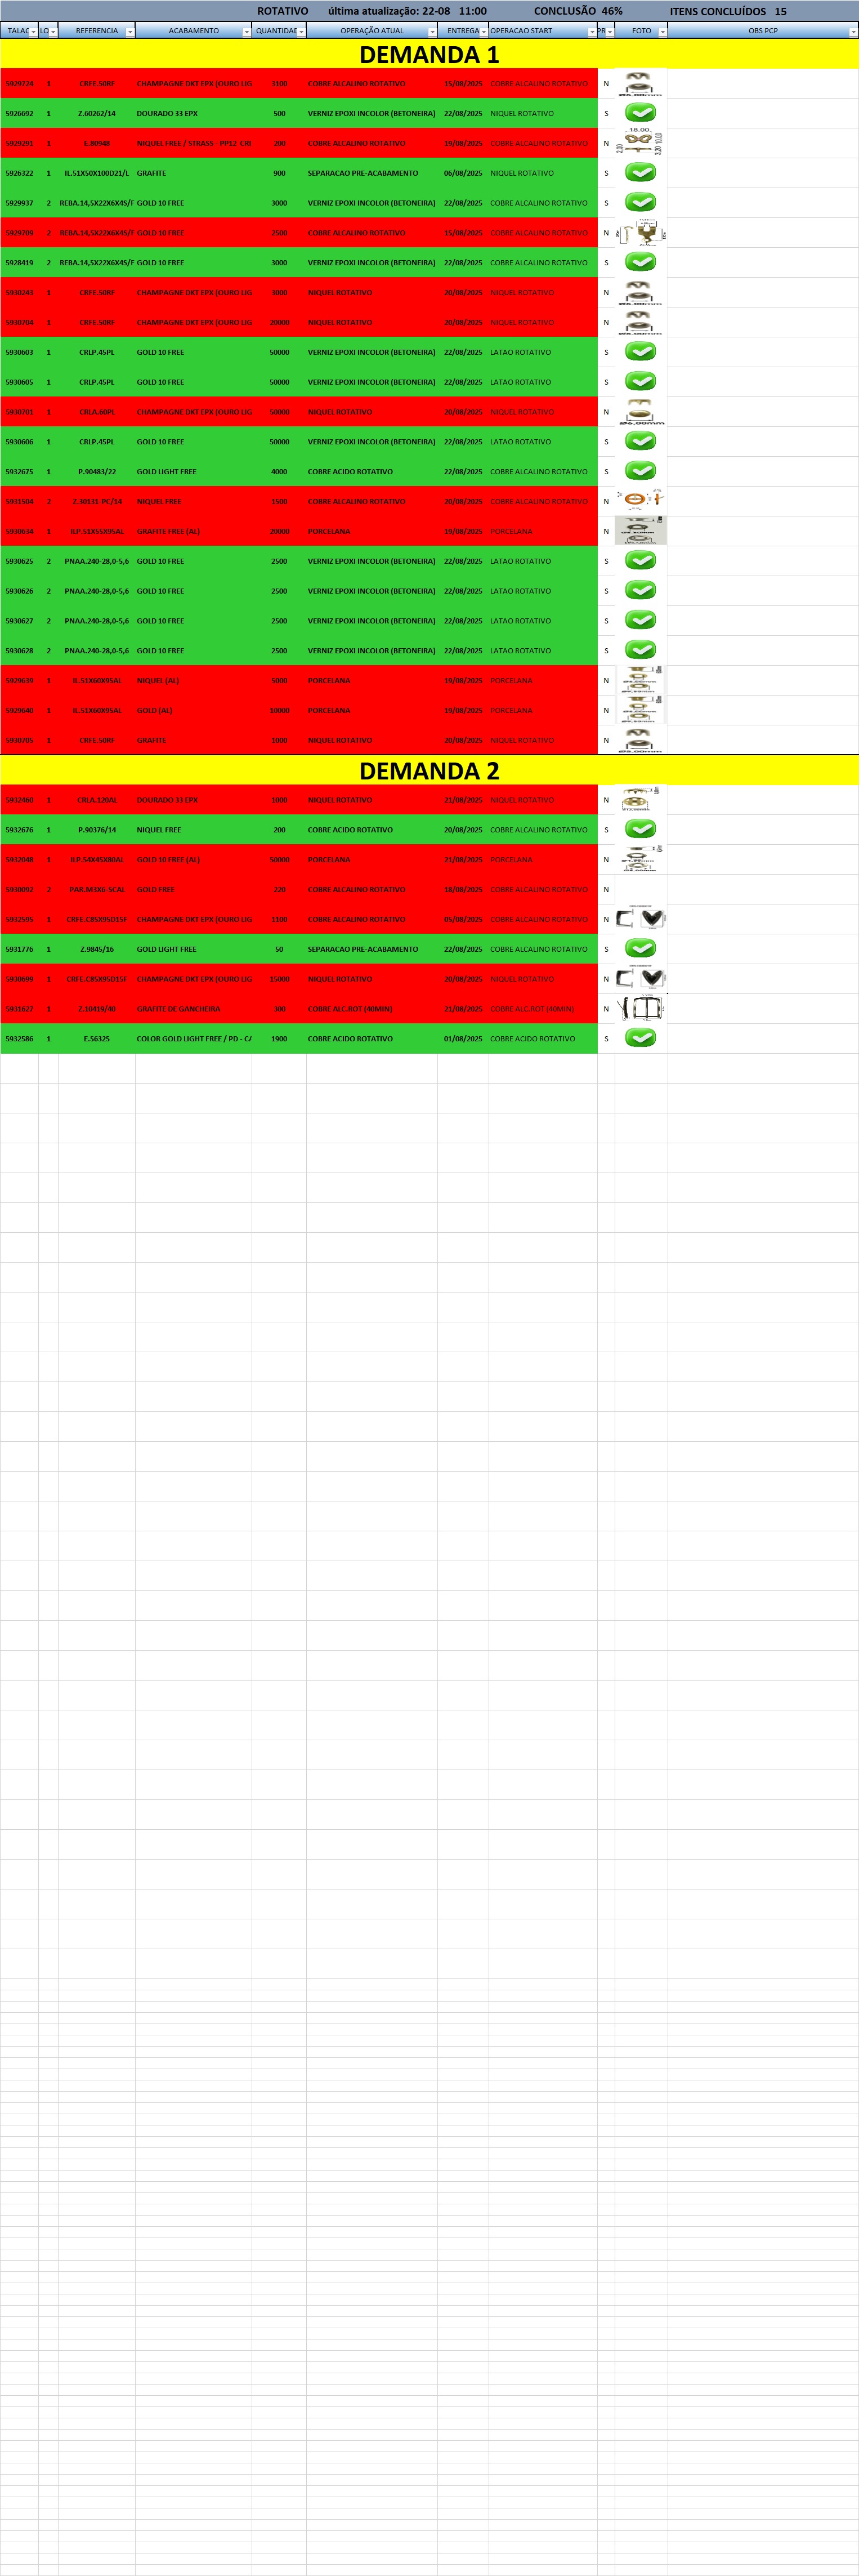 ROTATIVO última atualização: 22-08 11:00 CONCLUSÃO 46% ITENS CONCLUÍDOS 15
TALAC LO REFERENCIA ACABAMENTO QUANTIDAD OPERAÇÃO ATUAL ENTREGA OPERACAO START PR FOTO OBS PCP
DEMANDA 1
5929724 1 CRFE.50RF CHAMPAGNE DKT EPX (OURO LIG 3100 COBRE ALCALINO ROTATIVO 15/08/2025 COBRE ALCALINO ROTATIVO N
5926692 1 Z.60262/14 DOURADO 33 EPX 500 VERNIZ EPOXI INCOLOR (BETONEIRA) 22/08/2025 NIQUEL ROTATIVO S
5929291 1 E.80948 NIQUEL FREE / STRASS - PP12 200 COBRE ALCALINO ROTATIVO 19/08/2025 COBRE ALCALINO ROTATIVO N 18.00. 2.00 3.20 10.00
5926322 1 IL.51X50X100D21/L GRAFITE 900 SEPARACAO PRE-ACABAMENTO 06/08/2025 NIQUEL ROTATIVO S
5929937 2 REBA.14,5X22X6X4S/F GOLD 10 FREE 3000 VERNIZ EPOXI INCOLOR (BETONEIRA) 22/08/2025 COBRE ALCALINO ROTATIVO S
5929709 2 REBA.14,5X22X6X4S/F GOLD 10 FREE 2500 COBRE ALCALINO ROTATIVO 15/08/2025 COBRE ALCALINO ROTATIVO N
5928419 2 REBA.14,5X22X6X4S/F GOLD 10 FREE 3000 VERNIZ EPOXI INCOLOR (BETONEIRA) 22/08/2025 COBRE ALCALINO ROTATIVO S
5930243 1 CRFE.50RF CHAMPAGNE DKT EPX (OURO LIG 3000 NIQUEL ROTATIVO 20/08/2025 NIQUEL ROTATIVO N
5930704 1 CRFE.50RF CHAMPAGNE DKT EPX (OURO LIG 20000 NIQUEL ROTATIVO 20/08/2025 NIQUEL ROTATIVO N
5930603 1 CRLP.45PL GOLD 10 FREE 50000 VERNIZ EPOXI INCOLOR (BETONEIRA) 22/08/2025 LATAO ROTATIVO S
5930605 1 CRLP.45PL GOLD 10 FREE 50000 VERNIZ EPOXI INCOLOR (BETONEIRA) 22/08/2025 LATAO ROTATIVO S
5930701 1 CRLA.60PL CHAMPAGNE DKT EPX (OURO LIG 50000 NIQUEL ROTATIVO 20/08/2025 NIQUEL ROTATIVO N Ø6,00mm
5930606 1 CRLP.45PL GOLD 10 FREE 50000 VERNIZ EPOXI INCOLOR (BETONEIRA) 22/08/2025 LATAO ROTATIVO S
5932675 1 P.90483/22 GOLD LIGHT FREE 4000 COBRE ACIDO ROTATIVO 22/08/2025 COBRE ALCALINO ROTATIVO S
5931504 2 Z.30131-PC/14 NIQUEL FREE 1500 COBRE ALCALINO ROTATIVO 20/08/2025 COBRE ALCALINO ROTATIVO N
5930634 1 ILP.51X55X95AL GRAFITE FREE (AL) 20000 PORCELANA 19/08/2025 PORCELANA N
5930625 2 PNAA.240-28,0-5,6 GOLD 10 FREE 2500 VERNIZ EPOXI INCOLOR (BETONEIRA) 22/08/2025 LATAO ROTATIVO S
5930626 2 PNAA.240-28,0-5,6 GOLD 10 FREE 2500 VERNIZ EPOXI INCOLOR (BETONEIRA) 22/08/2025 LATAO ROTATIVO S
5930627 2 PNAA.240-28,0-5,6 GOLD 10 FREE 2500 VERNIZ EPOXI INCOLOR (BETONEIRA) 22/08/2025 LATAO ROTATIVO S
5930628 2 PNAA.240-28,0-5,6 GOLD 10 FREE 2500 VERNIZ EPOXI INCOLOR (BETONEIRA) 22/08/2025 LATAO ROTATIVO S
5929639 1 IL.51X60X95AL NIQUEL (AL) 5000 PORCELANA 19/08/2025 PORCELANA N
5929640 1 IL.51X60X95AL GOLD (AL) 10000 PORCELANA 19/08/2025 PORCELANA N
5930705 1 CRFE.50RF GRAFITE 1000 NIQUEL ROTATIVO 20/08/2025 NIQUEL ROTATIVO N
DEMANDA 2
5932860 1 CRLA.120AL DOURADO 33 EPX 1000 NIQUEL ROTATIVO 21/08/2025 NIQUEL ROTATIVO N
5932676 1 P.90376/14 NIQUEL FREE 200 COBRE ACIDO ROTATIVO 20/08/2025 COBRE ALCALINO ROTATIVO S
5932048 1 ILP.54X45X80AL GOLD 10 FREE (AL) 50000 PORCELANA 21/08/2025 PORCELANA N
5930092 2 PAR.M3X6-SCAL GOLD FREE 220 COBRE ALCALINO ROTATIVO 18/08/2025 COBRE ALCALINO ROTATIVO N
5932595 1 CRFE.C85X95D15F CHAMPAGNE DKT EPX (OURO LIG 1100 COBRE ALCALINO ROTATIVO 05/08/2025 COBRE ALCALINO ROTATIVO N
5931776 1 Z.9845/16 GOLD LIGHT FREE 50 SEPARACAO PRE-ACABAMENTO 22/08/2025 COBRE ALCALINO ROTATIVO S
5930699 1 CRFE.C85X95D15F CHAMPAGNE DKT EPX (OURO LIG 15000 NIQUEL ROTATIVO 20/08/2025 NIQUEL ROTATIVO N
5931627 1 Z.10419/40 GRAFITE DE GANCHEIRA 300 COBRE ALC.ROT (40MIN) 21/08/2025 COBRE ALC.ROT (40MIN) N
5932586 1 E.56325 COLOR GOLD LIGHT FREE / PD - CA 1900 COBRE ACIDO ROTATIVO 01/08/2025 COBRE ACIDO ROTATIVO S